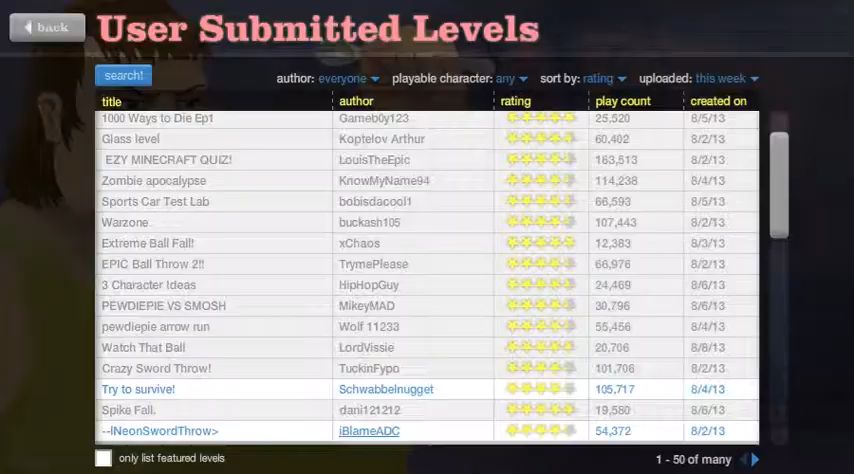 back
User Submitted Levels
search!
author: everyone playable character: any sort by: rating uploaded: this week
title author rating play count created on
1000 Ways to Die Ep1 Gameb0y123 25,520 8/5/13
Glass level Koptelov Arthur 60,402 8/2/13
EZY MINECRAFT QUIZ! LouisTheEpic 163,513 8/2/13
Zombie apocalypse KnowMyName94 114,238 8/4/13
Sports Car Test Lab bobisdacool1 66,593 8/5/13
Warzone buckash105 107,443 8/2/13
Extreme Ball Fall! xChaos 12,383 8/3/13
EPIC Ball Throw 2!! TrymePlease 66,976 8/2/13
3 Character Ideas HipHopGuy 24,469 8/6/13
PEWDIEPIE VS SMOSH MikeyMAD 30,796 8/6/13
pewdiepie arrow run Wolf 11233 55,456 8/4/13
Watch That Ball LordVissie 20,706 8/8/13
Crazy Sword Throw! TuckinFypo 101,706 8/2/13
Try to survive! Schwabbelnugget 105,717 8/4/13
Spike Fall. dani121212 19,580 8/6/13
--INeonSwordThrow> iBlameADC 54,372 8/2/13
only list featured levels 1 - 50 of many